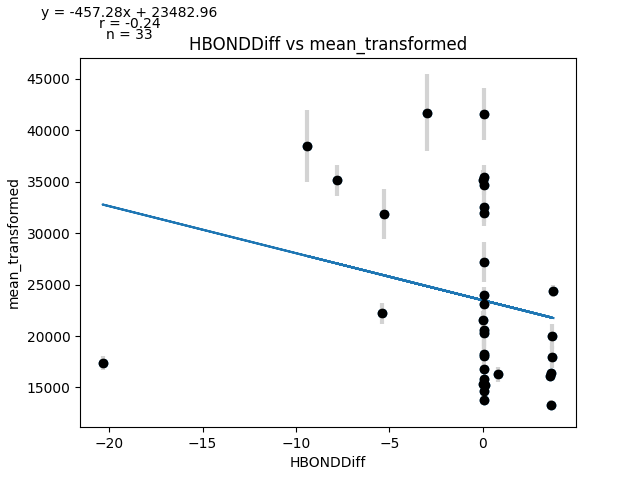 y = -457.28x + 23482.96
r = -0.24
n = 33
HBONDDiff vs mean_transformed
45000
40000
35000
30000
25000
20000
15000
mean_transformed
−20
−15
−10
−5
0
HBONDDiff